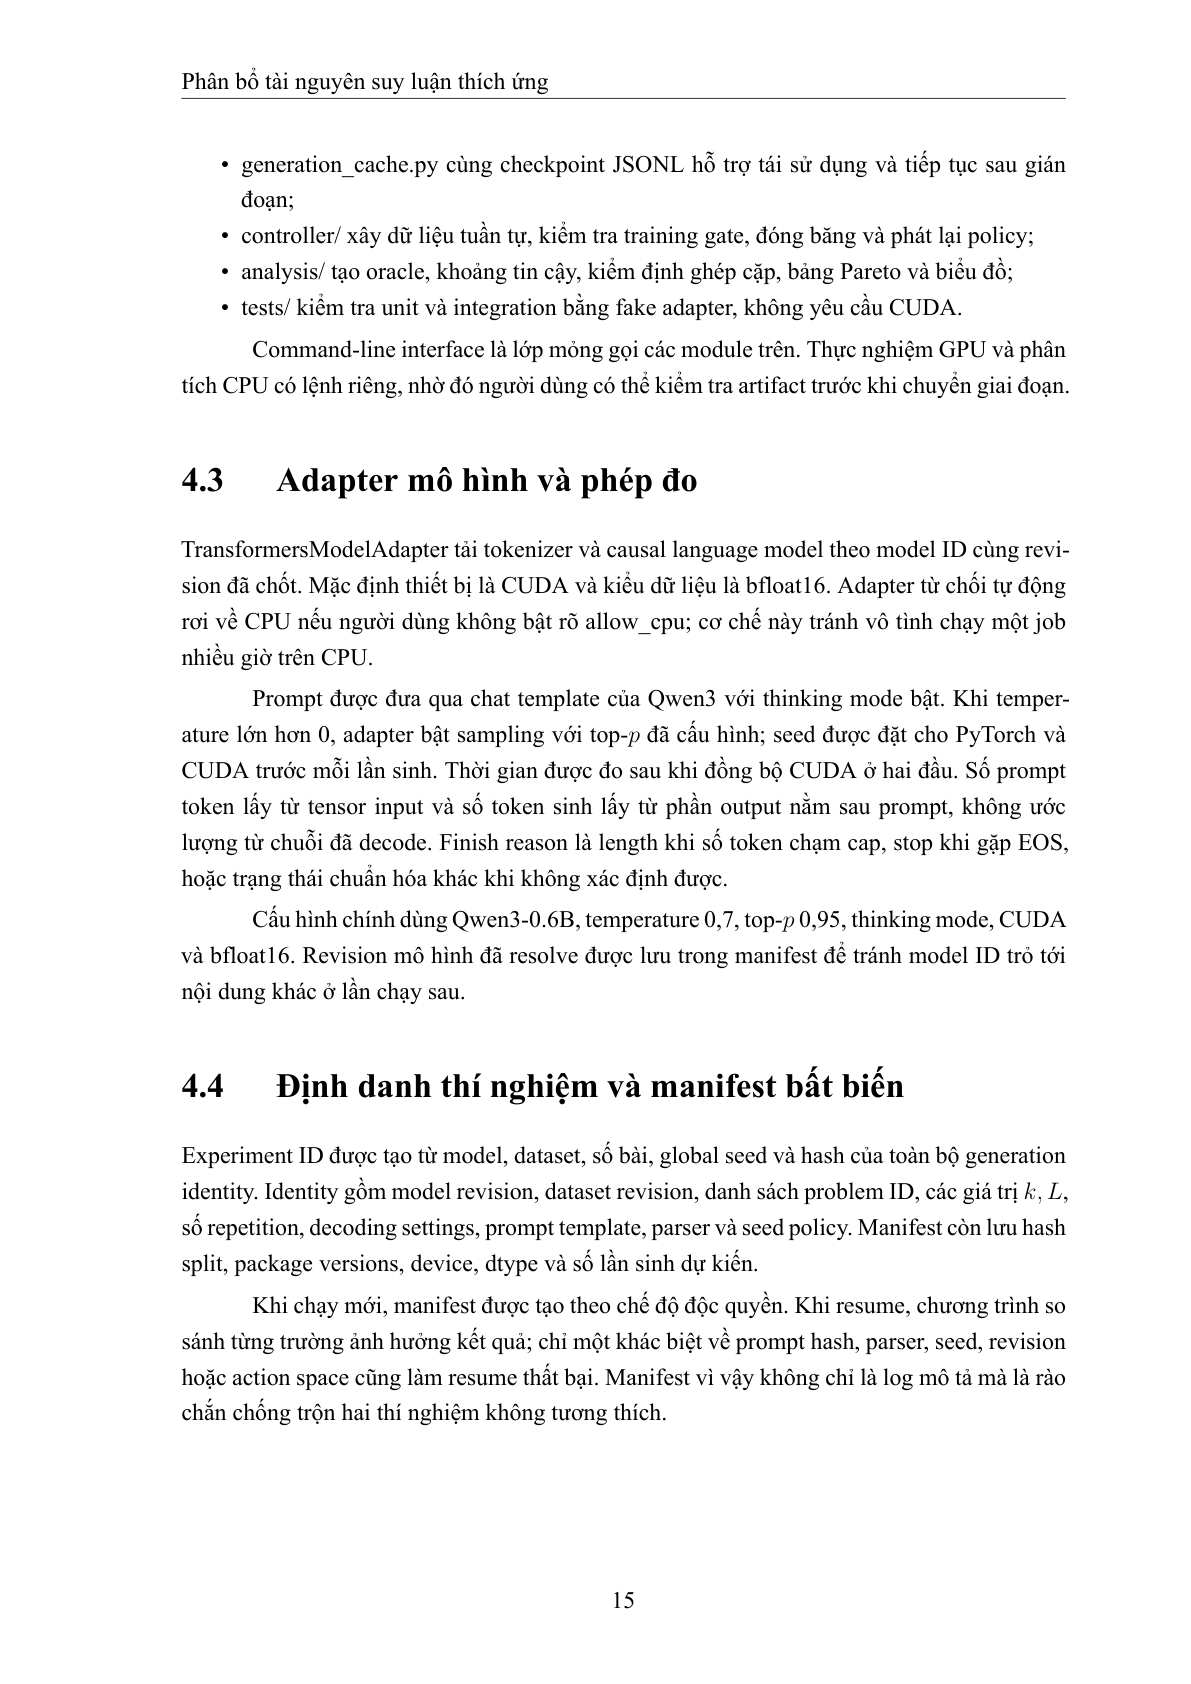 Phân bổ tài nguyên suy luận thích ứng
• generation_cache.py cùng checkpoint JSONL hỗ trợ tái sử dụng và tiếp tục sau gián
đoạn;
• controller/ xây dữ liệu tuần tự, kiểm tra training gate, đóng băng và phát lại policy;
• analysis/ tạo oracle, khoảng tin cậy, kiểm định ghép cặp, bảng Pareto và biểu đồ;
• tests/ kiểm tra unit và integration bằng fake adapter, không yêu cầu CUDA.
Command-line interface là lớp mỏng gọi các module trên. Thực nghiệm GPU và phân
tích CPU có lệnh riêng, nhờ đó người dùng có thể kiểm tra artifact trước khi chuyển giai đoạn.
4.3 Adapter mô hình và phép đo
TransformersModelAdapter tải tokenizer và causal language model theo model ID cùng revi-
sion đã chốt. Mặc định thiết bị là CUDA và kiểu dữ liệu là bfloat16. Adapter từ chối tự động
rơi về CPU nếu người dùng không bật rõ allow_cpu; cơ chế này tránh vô tình chạy một job
nhiều giờ trên CPU.
Prompt được đưa qua chat template của Qwen3 với thinking mode bật. Khi temper-
ature lớn hơn 0, adapter bật sampling với top-p đã cấu hình; seed được đặt cho PyTorch và
CUDA trước mỗi lần sinh. Thời gian được đo sau khi đồng bộ CUDA ở hai đầu. Số prompt
token lấy từ tensor input và số token sinh lấy từ phần output nằm sau prompt, không ước
lượng từ chuỗi đã decode. Finish reason là length khi số token chạm cap, stop khi gặp EOS,
hoặc trạng thái chuẩn hóa khác khi không xác định được.
Cấu hình chính dùng Qwen3-0.6B, temperature 0,7, top-p 0,95, thinking mode, CUDA
và bfloat16. Revision mô hình đã resolve được lưu trong manifest để tránh model ID trỏ tới
nội dung khác ở lần chạy sau.
4.4 Định danh thí nghiệm và manifest bất biến
Experiment ID được tạo từ model, dataset, số bài, global seed và hash của toàn bộ generation
identity. Identity gồm model revision, dataset revision, danh sách problem ID, các giá trị k, L,
số repetition, decoding settings, prompt template, parser và seed policy. Manifest còn lưu hash
split, package versions, device, dtype và số lần sinh dự kiến.
Khi chạy mới, manifest được tạo theo chế độ độc quyền. Khi resume, chương trình so
sánh từng trường ảnh hưởng kết quả; chỉ một khác biệt về prompt hash, parser, seed, revision
hoặc action space cũng làm resume thất bại. Manifest vì vậy không chỉ là log mô tả mà là rào
chắn chống trộn hai thí nghiệm không tương thích.
15